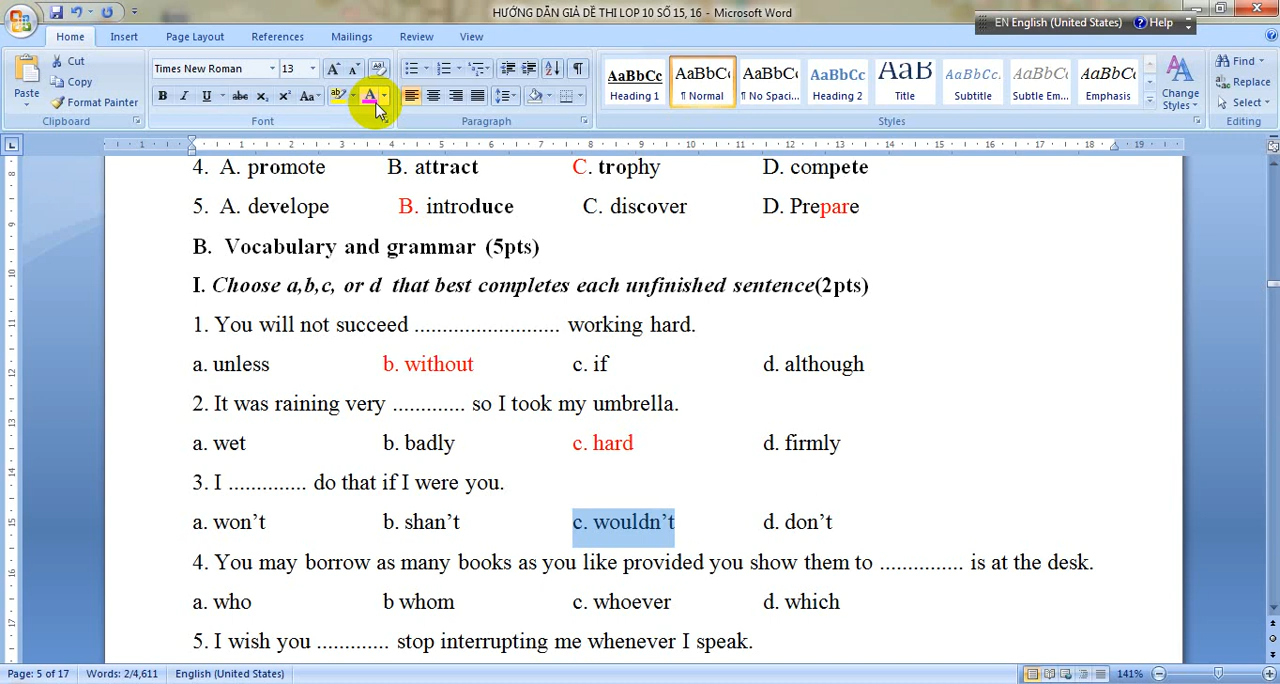 HƯỚNG DẪN GIẢ DỀ THI LOP 10 SỐ 15, 16 - Microsoft Word
EN English (United States) Help
Home Insert Page Layout References Mailings Review View
Cut
Copy
Format Painter
Paste
Clipboard
Times New Roman 13
Font
Paragraph
AaBbCc AaBbCc AaBbCc AaBbCc AaB AaBbCc AaBbCc AaBbCc
Heading 1 ¶ Normal ¶ No Spaci... Heading 2 Title Subtitle Subtle Em... Emphasis
Change Styles
Styles
Find
Replace
Select
Editing
4. A. promote B. attract C. trophy D. compete
5. A. develope B. introduce C. discover D. Prepare
B. Vocabulary and grammar (5pts)
I. Choose a,b,c, or d that best completes each unfinished sentence(2pts)
1. You will not succeed .......................... working hard.
a. unless b. without c. if d. although
2. It was raining very ............. so I took my umbrella.
a. wet b. badly c. hard d. firmly
3. I .............. do that if I were you.
a. won’t b. shan’t c. wouldn’t d. don’t
4. You may borrow as many books as you like provided you show them to ............... is at the desk.
a. who b whom c. whoever d. which
5. I wish you ............. stop interrupting me whenever I speak.
Page: 5 of 17 Words: 2/4,611 English (United States) 141%